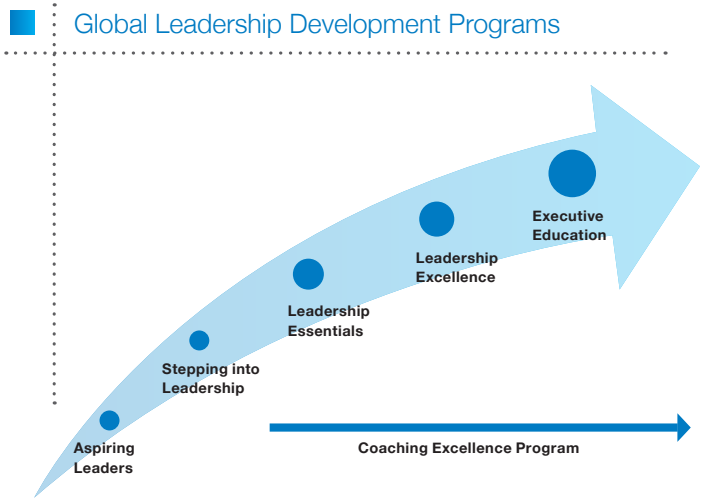 Global Leadership Development Programs
Executive
Education
Leadership
Excellence
Leadership
Essentials
Stepping into
Leadership
Aspiring
Leaders
Coaching Excellence Program